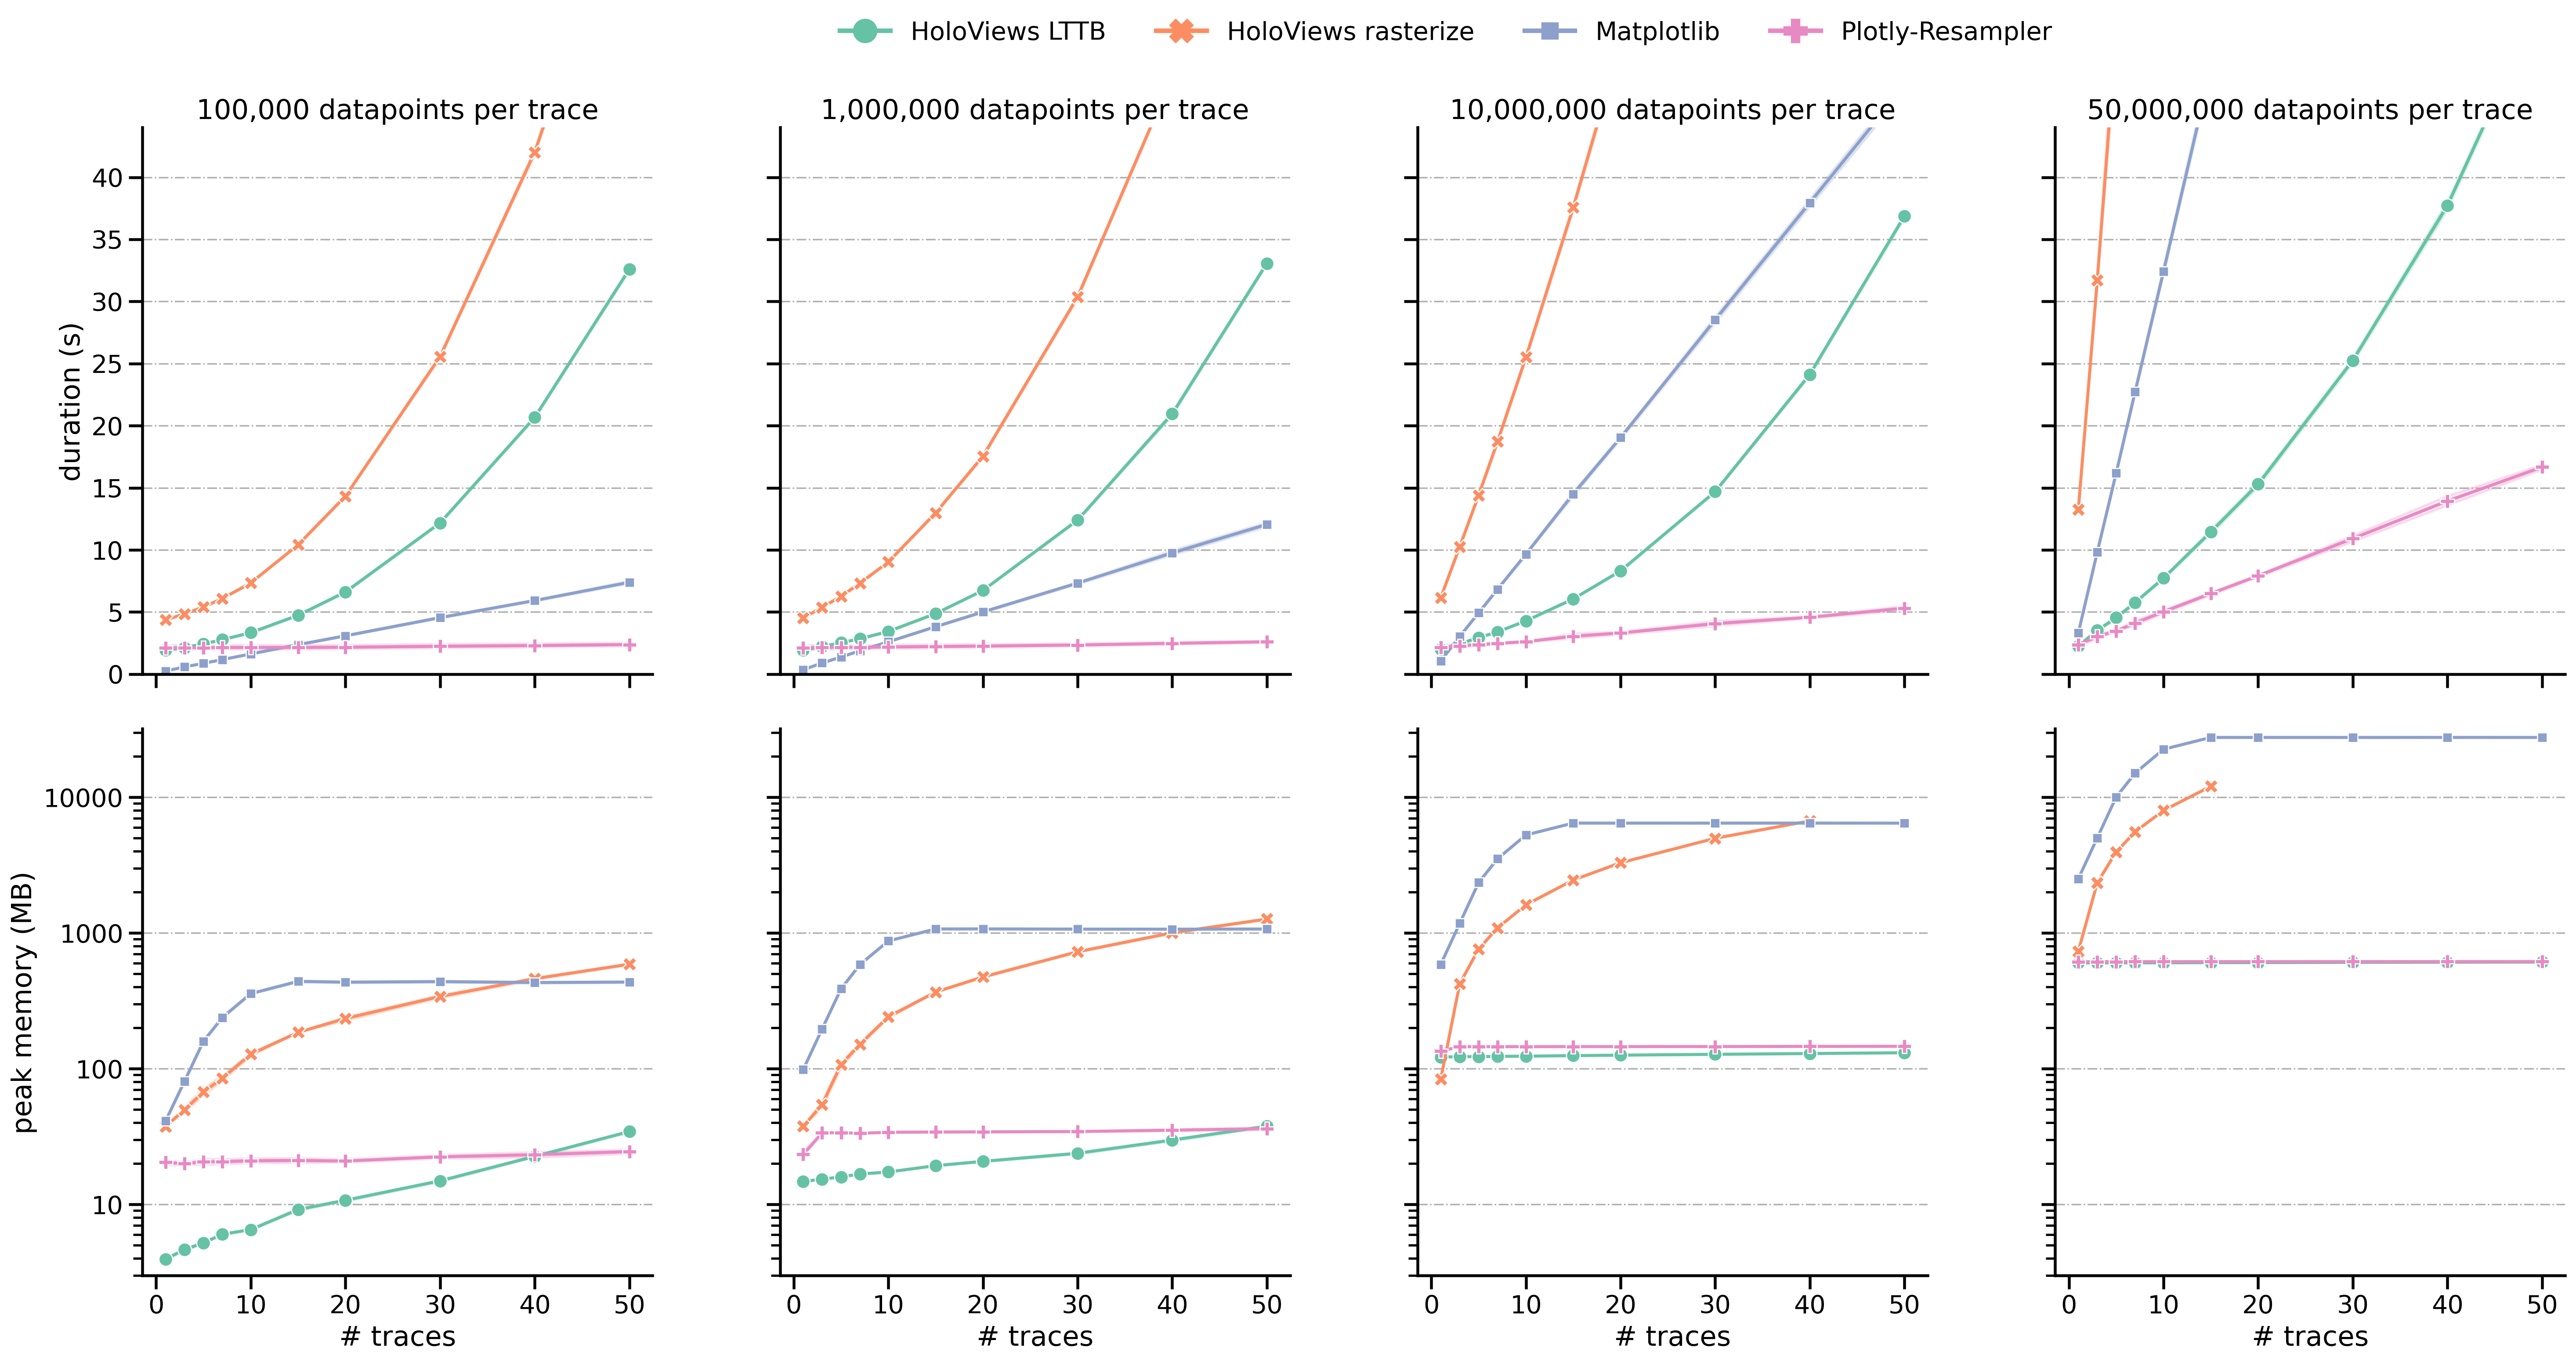 HoloViews LTTB HoloViews rasterize Matplotlib Plotly-Resampler
100,000 datapoints per trace 1,000,000 datapoints per trace 10,000,000 datapoints per trace 50,000,000 datapoints per trace
duration (s)
40
35
30
25
20
15
10
5
0
peak memory (MB)
10000
1000
100
10
0 10 20 30 40 50 0 10 20 30 40 50 0 10 20 30 40 50 0 10 20 30 40 50
# traces # traces # traces # traces